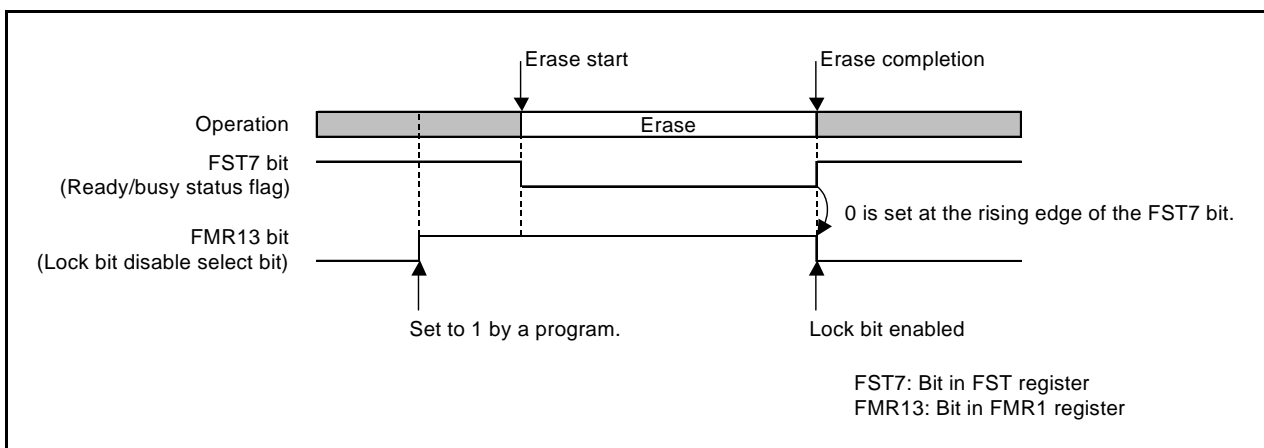 Erase start
Erase completion
Operation
Erase
FST7 bit
(Ready/busy status flag)
0 is set at the rising edge of the FST7 bit.
FMR13 bit
(Lock bit disable select bit)
Set to 1 by a program.
Lock bit enabled
FST7: Bit in FST register
FMR13: Bit in FMR1 register